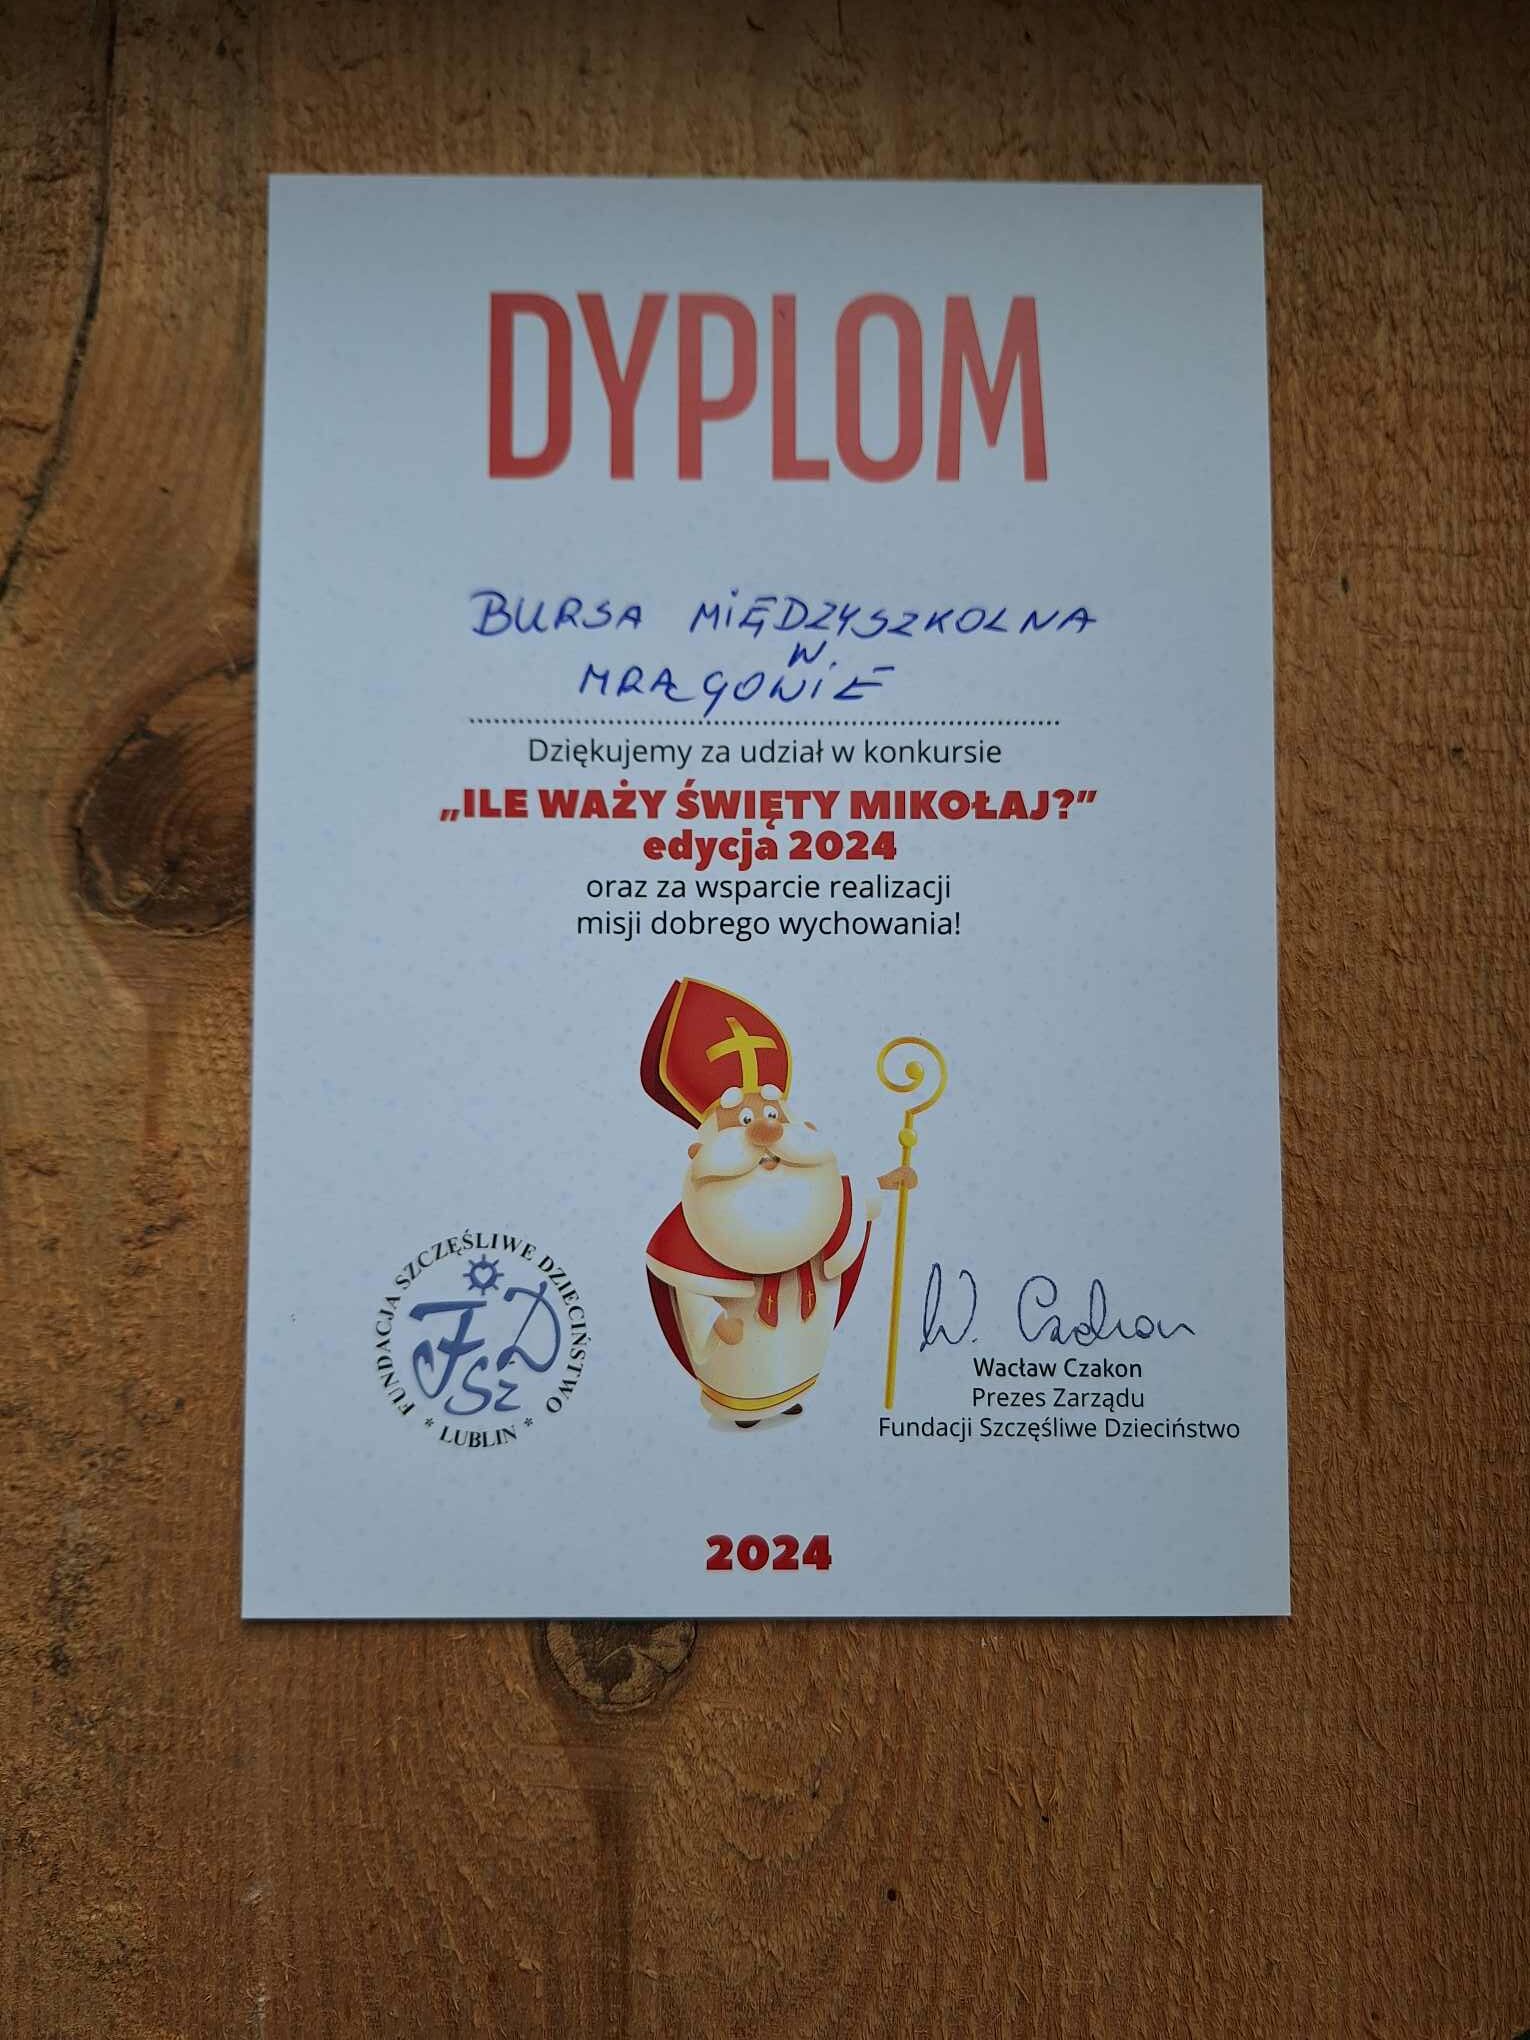 DYPLOM
BURSA MIĘDZYSZKOLNA
W.
MRĄGOWIE
Dziękujemy za udział w konkursie
„ILE WAŻY ŚWIĘTY MIKOŁAJ?”
edycja 2024
oraz za wsparcie realizacji
misji dobrego wychowania!
FUNDACJA SZCZĘŚLIWE DZIECIŃSTWO
FSzD
* LUBLIN *
W. Czakon
Wacław Czakon
Prezes Zarządu
Fundacji Szczęśliwe Dzieciństwo
2024